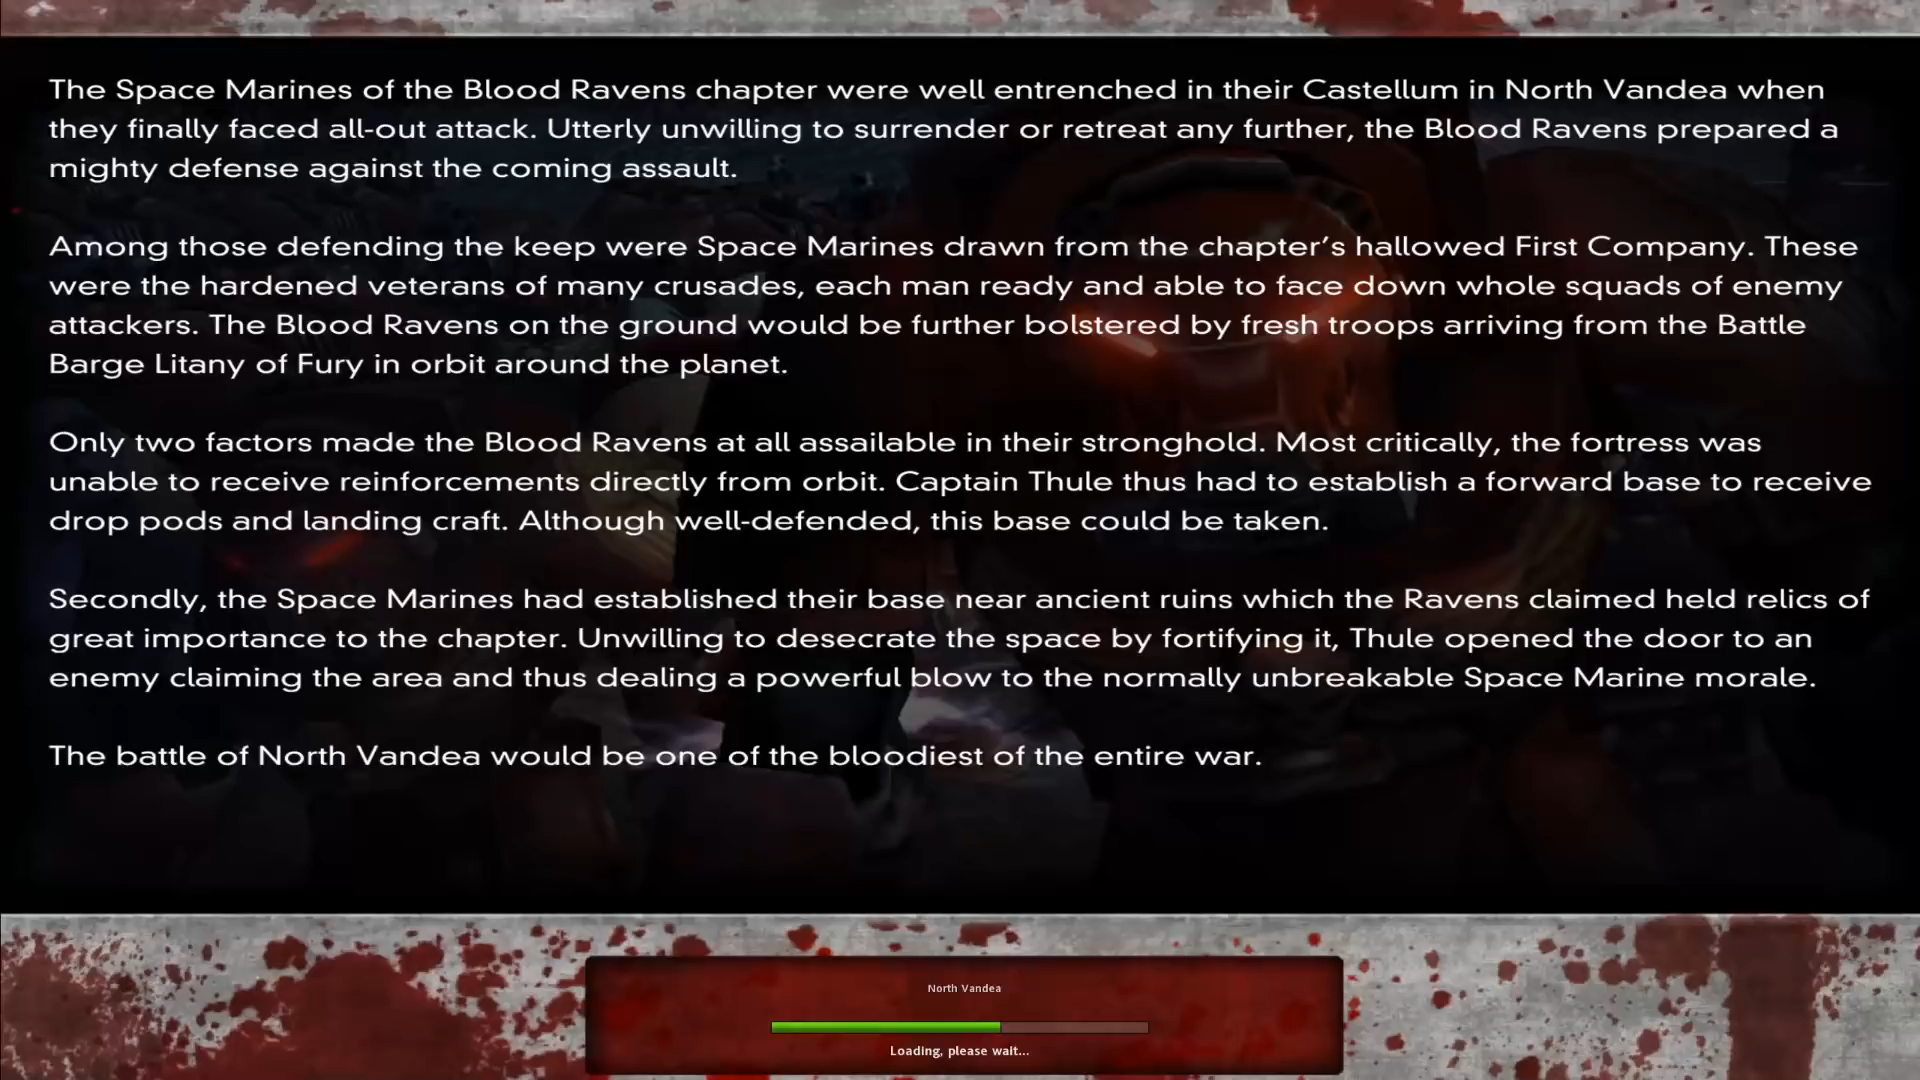 The Space Marines of the Blood Ravens chapter were well entrenched in their Castellum in North Vandea when
they finally faced all-out attack. Utterly unwilling to surrender or retreat any further, the Blood Ravens prepared a
mighty defense against the coming assault.
Among those defending the keep were Space Marines drawn from the chapter's hallowed First Company. These
were the hardened veterans of many crusades, each man ready and able to face down whole squads of enemy
attackers. The Blood Ravens on the ground would be further bolstered by fresh troops arriving from the Battle
Barge Litany of Fury in orbit around the planet.
Only two factors made the Blood Ravens at all assailable in their stronghold. Most critically, the fortress was
unable to receive reinforcements directly from orbit. Captain Thule thus had to establish a forward base to receive
drop pods and landing craft. Although well-defended, this base could be taken.
Secondly, the Space Marines had established their base near ancient ruins which the Ravens claimed held relics of
great importance to the chapter. Unwilling to desecrate the space by fortifying it, Thule opened the door to an
enemy claiming the area and thus dealing a powerful blow to the normally unbreakable Space Marine morale.
The battle of North Vandea would be one of the bloodiest of the entire war.
North Vandea
Loading, please wait...